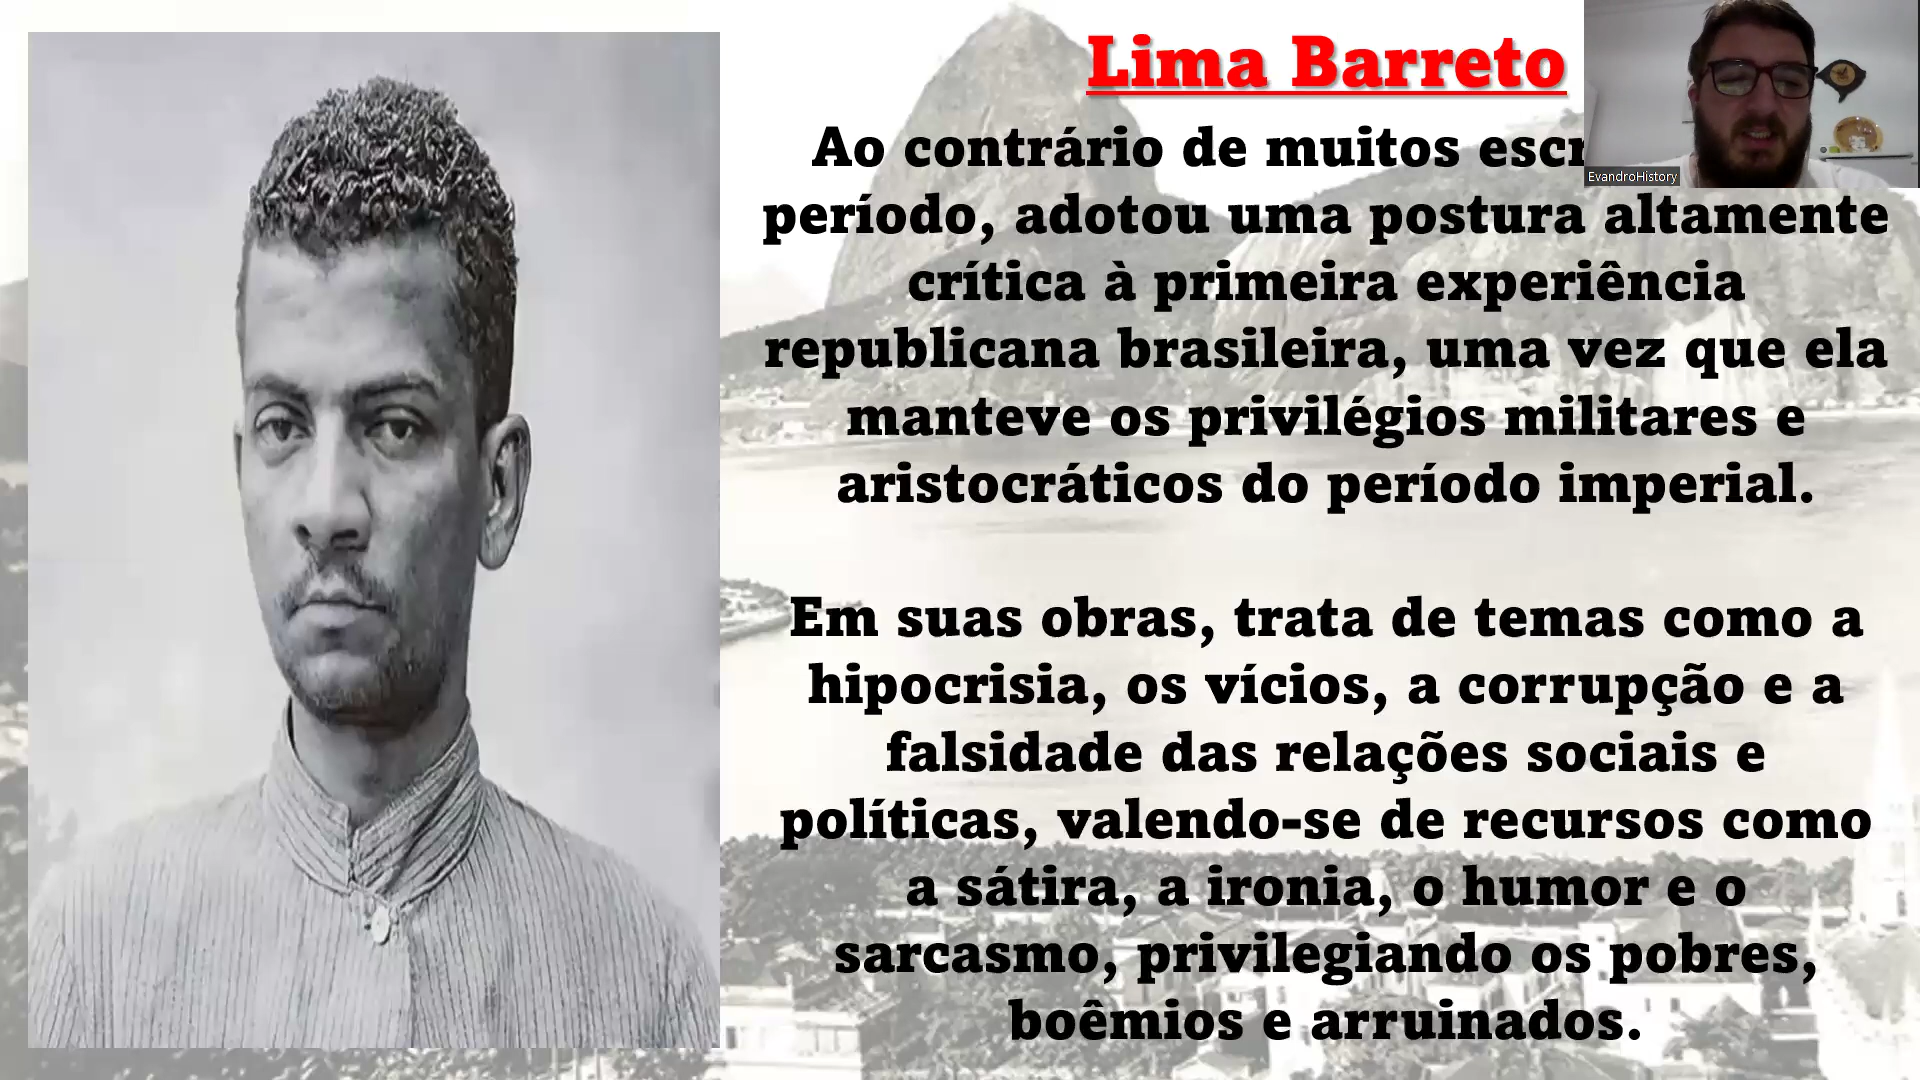 Lima Barreto
Ao contrário de muitos
período, adotou uma postura altamente
crítica à primeira experiência
republicana brasileira, uma vez que ela
manteve os privilégios militares e
aristocráticos do período imperial.
Em suas obras, trata de temas como a
hipocrisia, os vícios, a corrupção e a
falsidade das relações sociais e
políticas, valendo-se de recursos como
a sátira, a ironia, o humor e o
sarcasmo, privilegiando os pobres,
boêmios e arruinados.
EvandroHistory